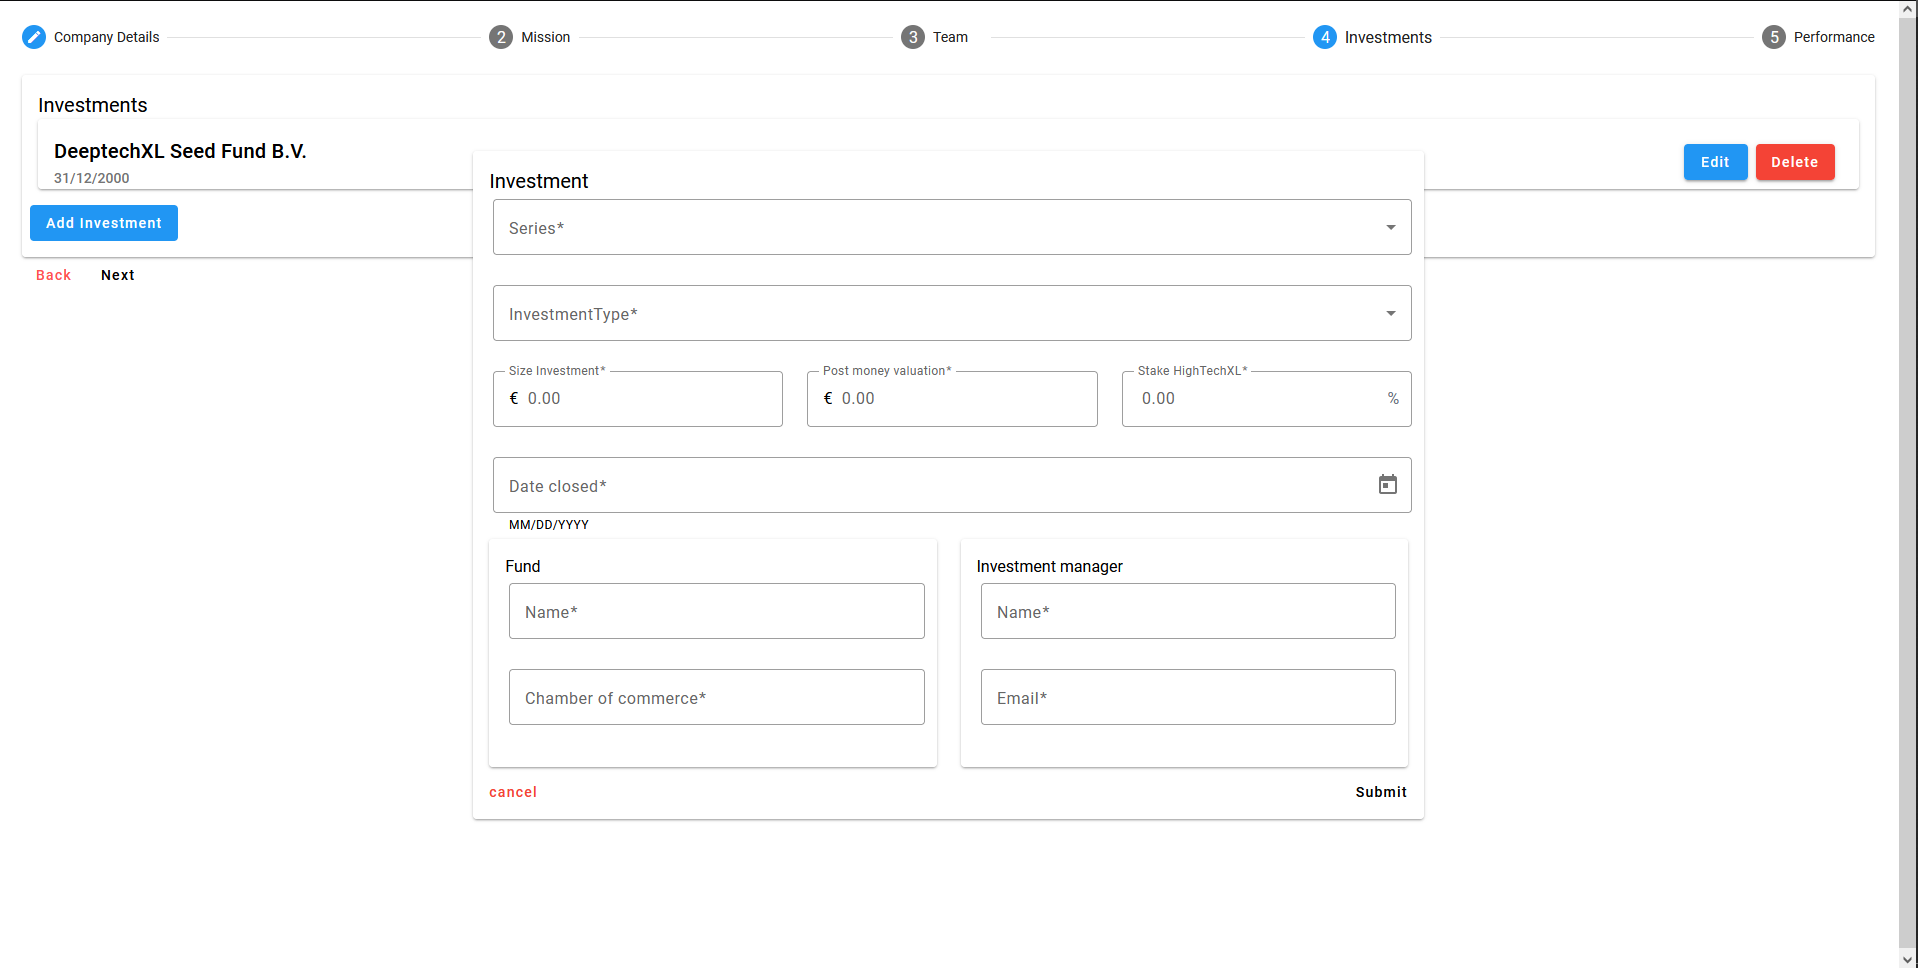 Company Details
2 Mission
3 Team
4 Investments
5 Performance
Investments
DeeptechXL Seed Fund B.V.
31/12/2000
Edit
Delete
Add Investment
Back
Next
Investment
Series*
InvestmentType*
Size Investment*
€ 0.00
Post money valuation*
€ 0.00
Stake HighTechXL*
0.00 %
Date closed*
MM/DD/YYYY
Fund
Name*
Chamber of commerce*
Investment manager
Name*
Email*
cancel
Submit